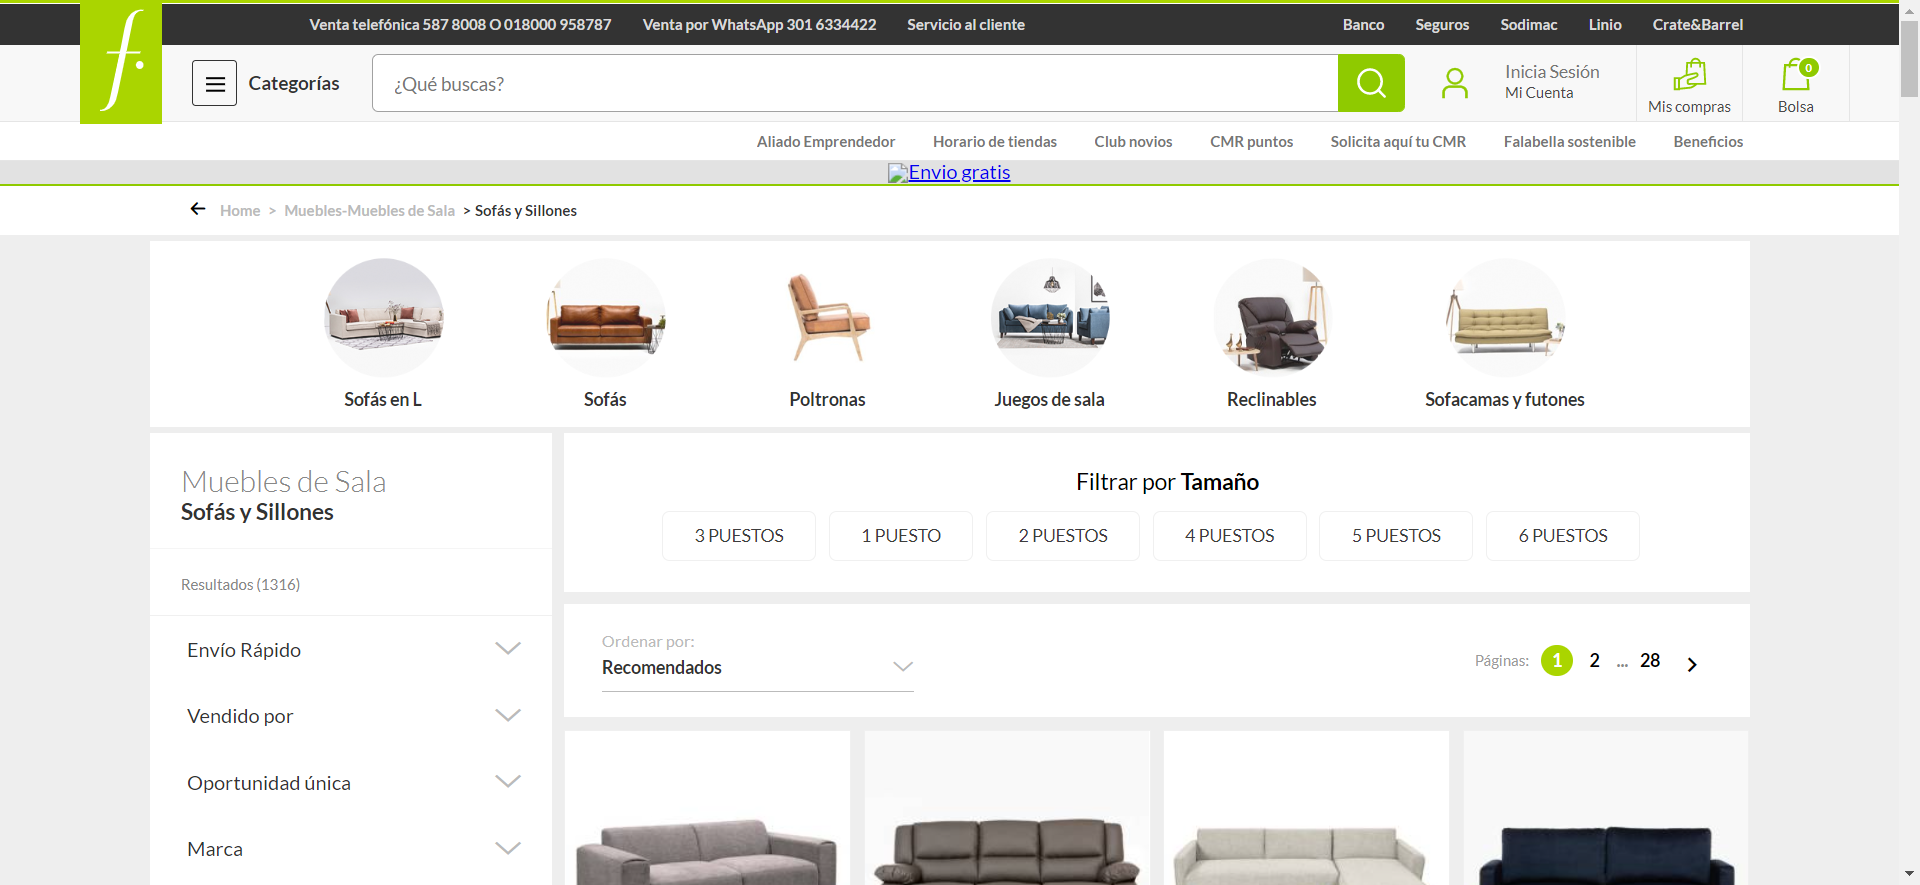 Venta telefónica 587 8008 O 018000 958787 Venta por WhatsApp 301 6334422 Servicio al cliente Banco Seguros Sodimac Linio Crate&Barrel
f.
Categorías
¿Qué buscas?
Inicia Sesión
Mi Cuenta
Mis compras
0
Bolsa
Aliado Emprendedor Horario de tiendas Club novios CMR puntos Solicita aquí tu CMR Falabella sostenible Beneficios
Envio gratis
Home > Muebles-Muebles de Sala > Sofás y Sillones
Sofás en L Sofás Poltronas Juegos de sala Reclinables Sofacamas y futones
Muebles de Sala
Sofás y Sillones
Resultados (1316)
Envío Rápido
Vendido por
Oportunidad única
Marca
Filtrar por Tamaño
3 PUESTOS 1 PUESTO 2 PUESTOS 4 PUESTOS 5 PUESTOS 6 PUESTOS
Ordenar por:
Recomendados
Páginas: 1 2 ... 28